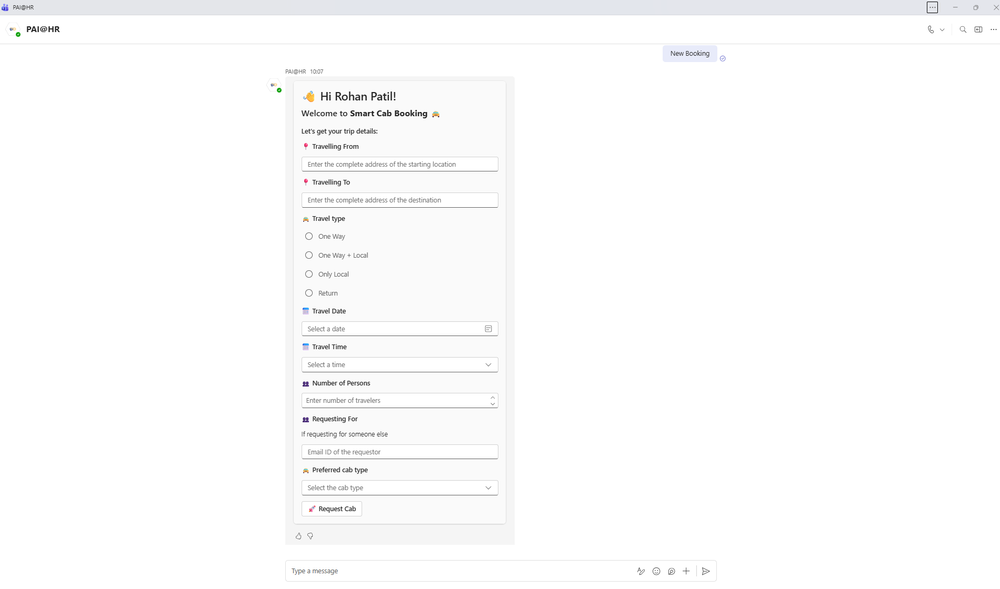 PAI@HR
PAI@HR
New Booking
PAI@HR 10:07
👋 Hi Rohan Patil!
Welcome to Smart Cab Booking 🚖
Let's get your trip details:
📍 Travelling From
Enter the complete address of the starting location
📍 Travelling To
Enter the complete address of the destination
🚖 Travel type
One Way
One Way + Local
Only Local
Return
📅 Travel Date
Select a date
📅 Travel Time
Select a time
👥 Number of Persons
Enter number of travelers
👥 Requesting For
If requesting for someone else
Email ID of the requestor
🚖 Preferred cab type
Select the cab type
🚀 Request Cab
Type a message